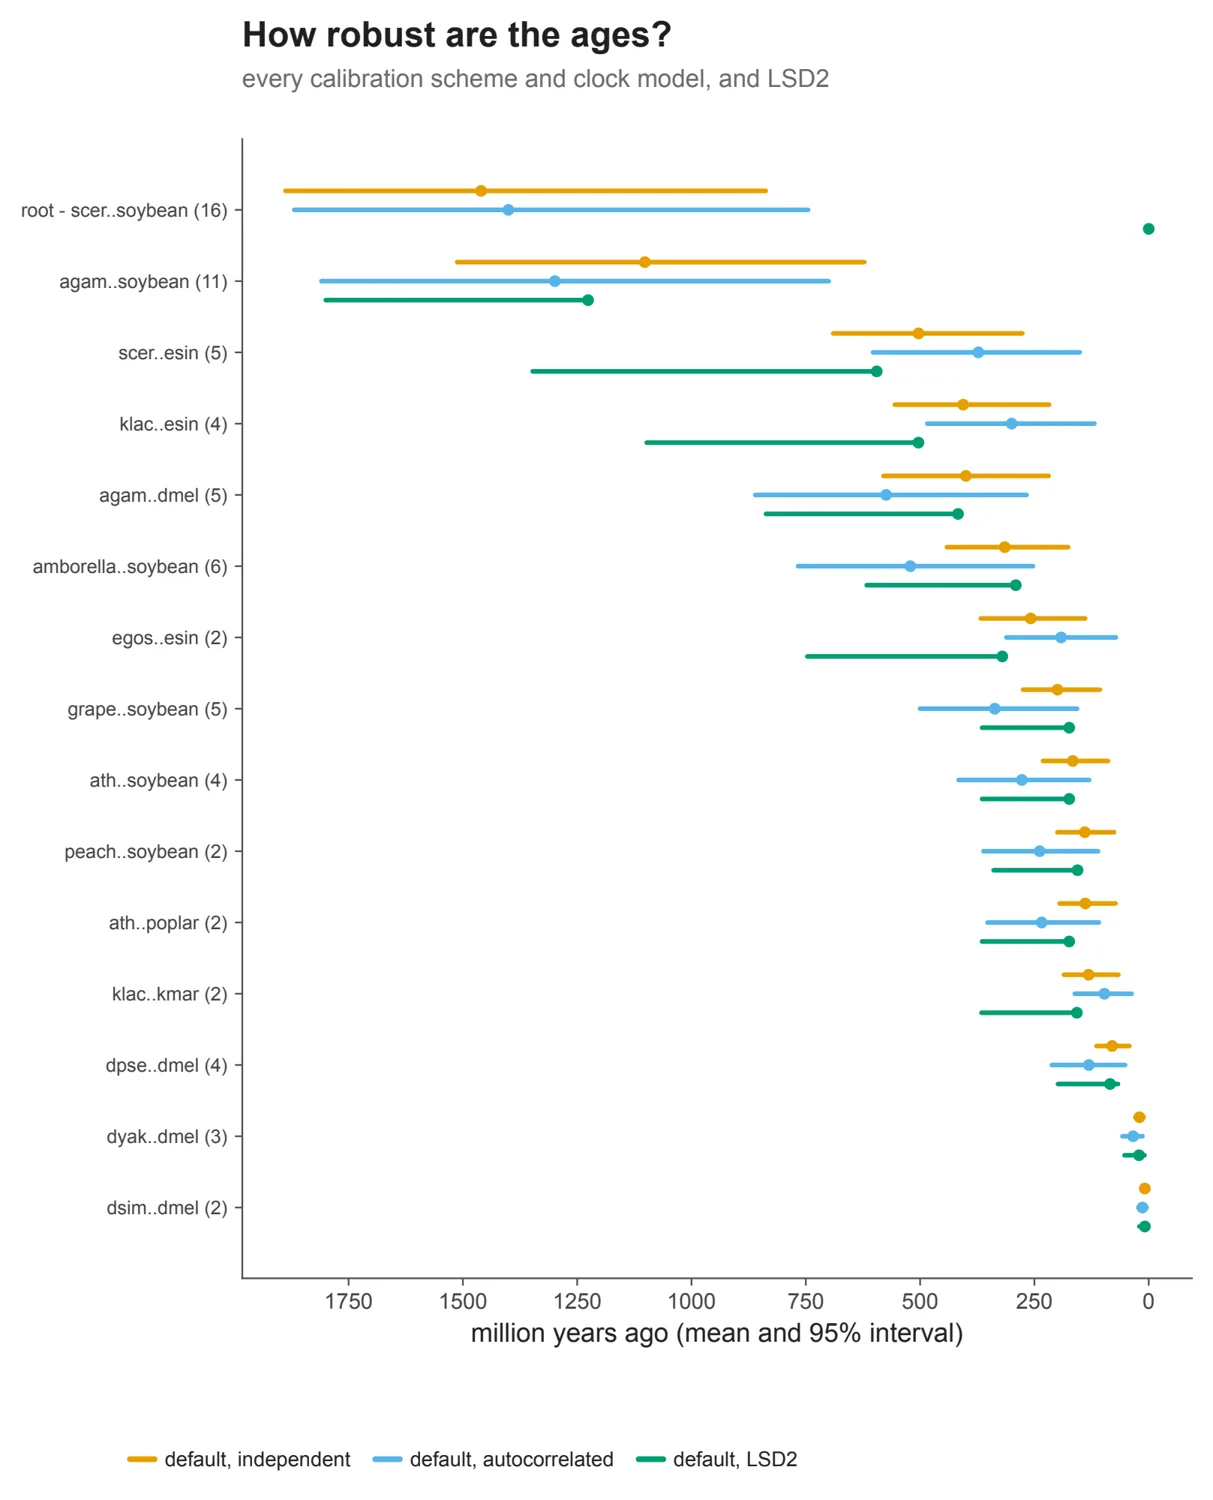 How robust are the ages?
every calibration scheme and clock model, and LSD2
root - scer..soybean (16)
agam..soybean (11)
scer..esin (5)
klac..esin (4)
agam..dmel (5)
amborella..soybean (6)
egos..esin (2)
grape..soybean (5)
ath..soybean (4)
peach..soybean (2)
ath..poplar (2)
klac..kmar (2)
dpse..dmel (4)
dyak..dmel (3)
dsim..dmel (2)
1750 1500 1250 1000 750 500 250 0
million years ago (mean and 95% interval)
default, independent default, autocorrelated default, LSD2